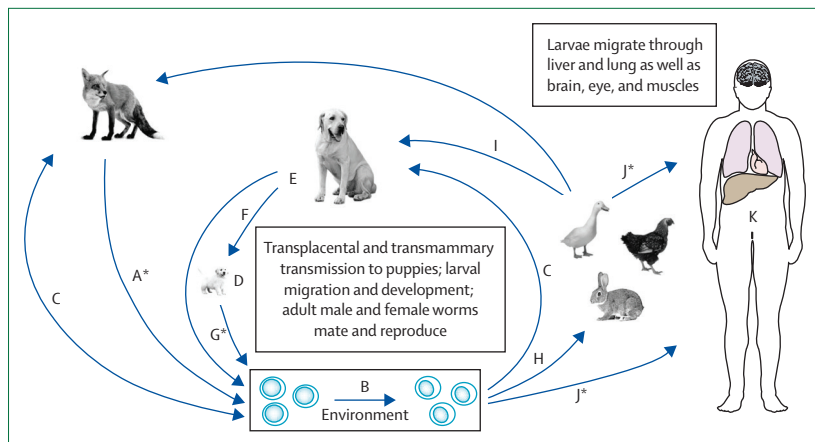 Larvae migrate through
liver and lung as well as
brain, eye, and muscles
I
J*
E
F
K
Transplacental and transmammary
transmission to puppies; larval
migration and development;
adult male and female worms
mate and reproduce
C
A*
D
C
G*
H
B
J*
Environment